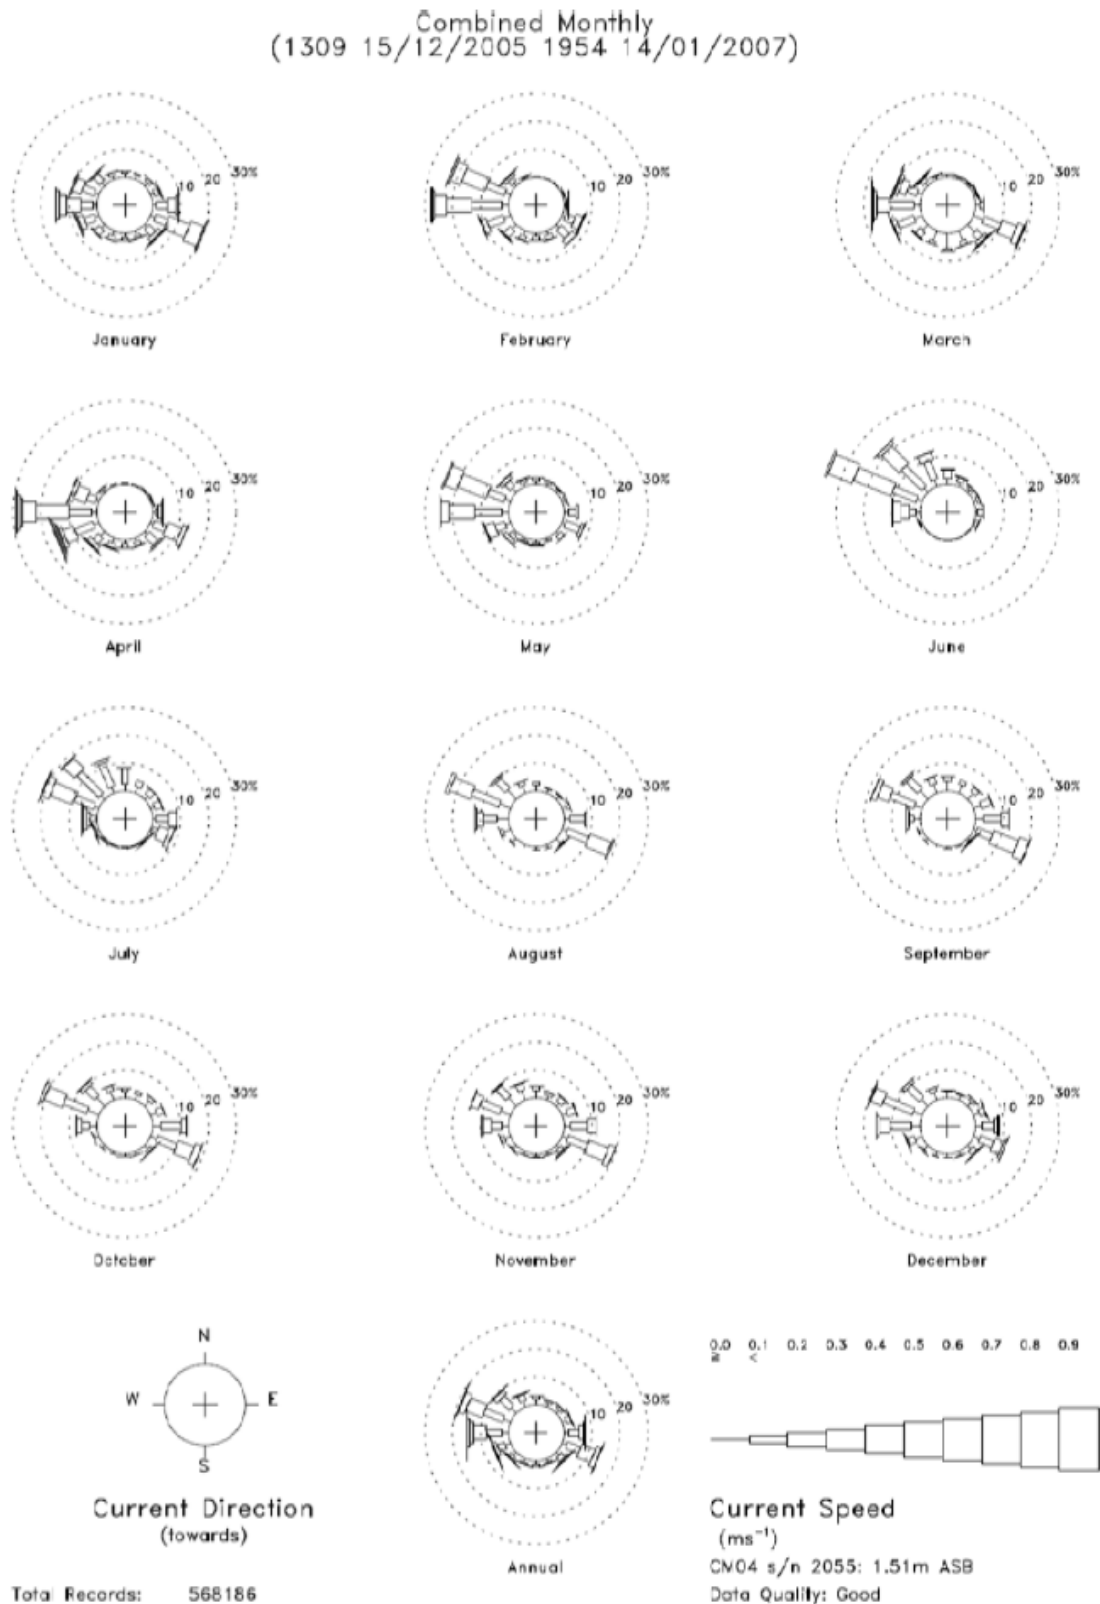 Combined Monthly
(1309 15/12/2005 1954 14/01/2007)
10 20 30%
10 20 30%
10 20 30%
January
February
March
10 20 30%
10 20 30%
10 20 30%
April
May
June
10 20 30%
10 20 30%
10 20 30%
July
August
September
10 20 30%
10 20 30%
10 20 30%
October
November
December
N
W E
S
Current Direction
(towards)
Total Records: 568186
10 20 30%
Annual
0.0 0.1 0.2 0.3 0.4 0.5 0.6 0.7 0.8 0.9
≥ <
Current Speed
(ms⁻¹)
CM04 s/n 2055: 1.51m ASB
Data Quality: Good